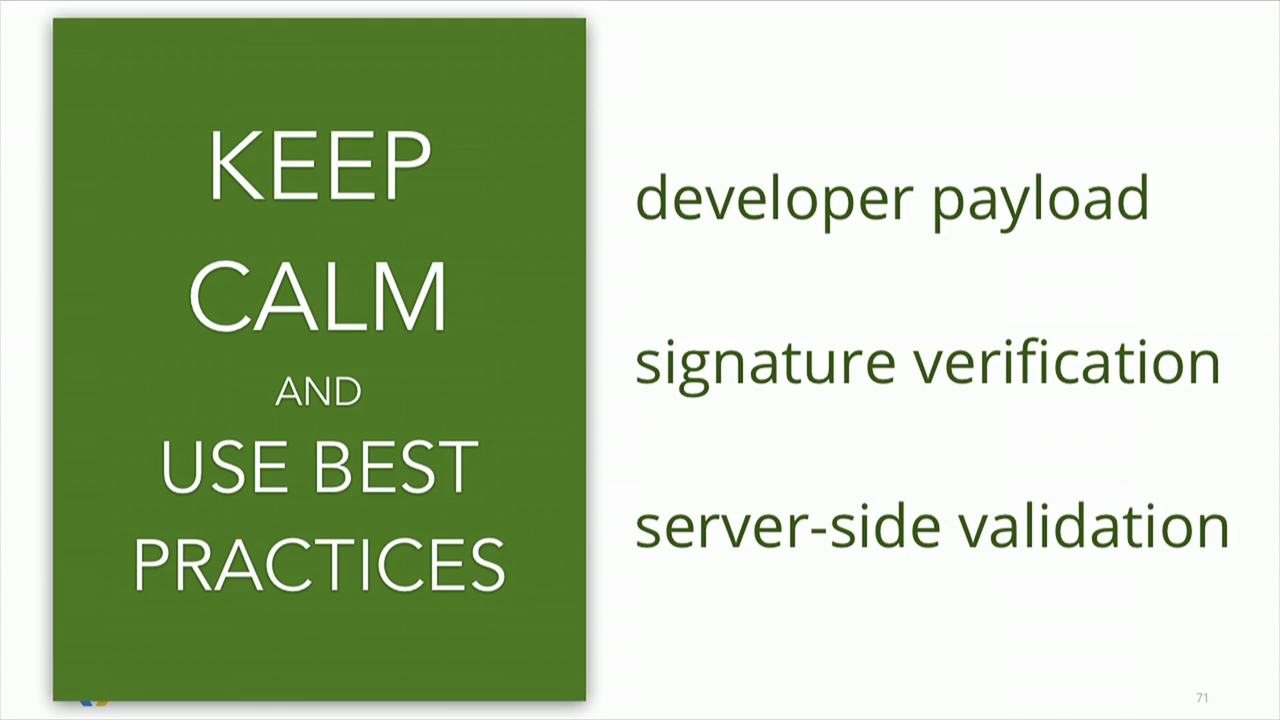 KEEP
CALM
AND
USE BEST
PRACTICES
developer payload
signature verification
server-side validation
71